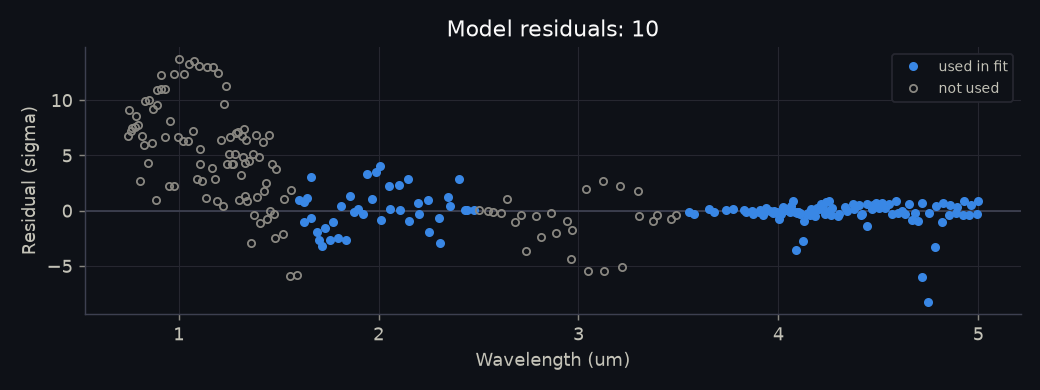 Model residuals: 10
used in fit
not used
Residual (sigma)
10
5
0
−5
1 2 3 4 5
Wavelength (um)